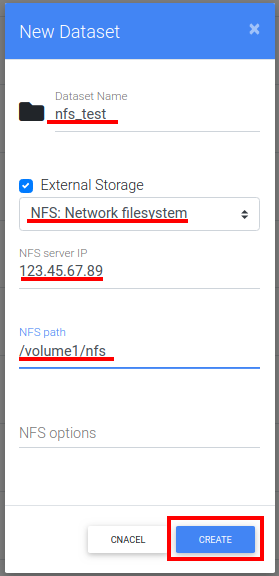 New Dataset
×
Dataset Name
nfs_test
External Storage
NFS: Network filesystem
NFS server IP
123.45.67.89
NFS path
/volume1/nfs
NFS options
CNACEL CREATE